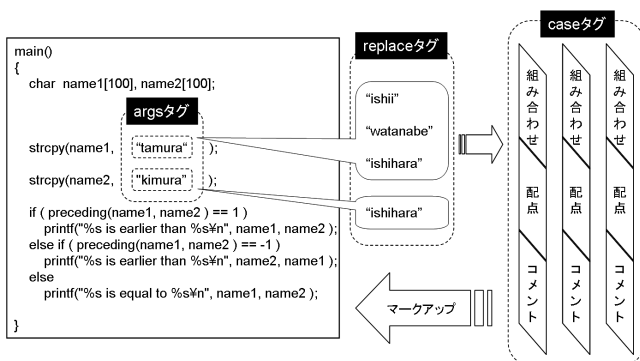 main()
{
char name1[100], name2[100];
argsタグ
strcpy(name1, “tamura“ );
strcpy(name2, "kimura” );
if ( preceding(name1, name2 ) == 1 )
printf("%s is earlier than %s¥n", name1, name2 );
else if ( preceding(name1, name2 ) == -1 )
printf("%s is earlier than %s¥n", name2, name1 );
else
printf("%s is equal to %s¥n", name1, name2 );
}
replaceタグ
“ishii”
“watanabe”
“ishihara”
“ishihara”
マークアップ
caseタグ
組み合わせ
配点
コメント
組み合わせ
配点
コメント
組み合わせ
配点
コメント